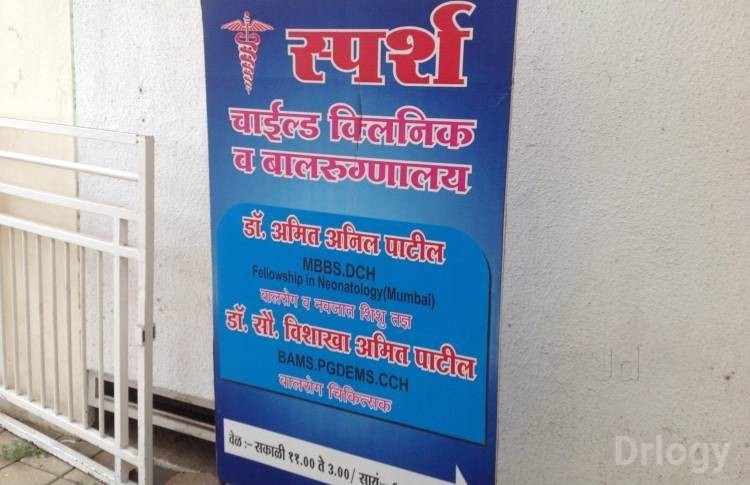 स्पर्श
चाईल्ड क्लिनिक
व बालरुग्णालय
डॉ. अमित अनिल पाटील
MBBS.DCH
Fellowship in Neonatology(Mumbai)
बालरोग व नवजात शिशु तज्ञ
डॉ. सौ. विशाखा अमित पाटील
BAMS.PGDEMS.CCH
बालरोग चिकित्सक
वेळ :- सकाळी ११.०० ते ३.००/ सायं:-
Jd
Drlogy